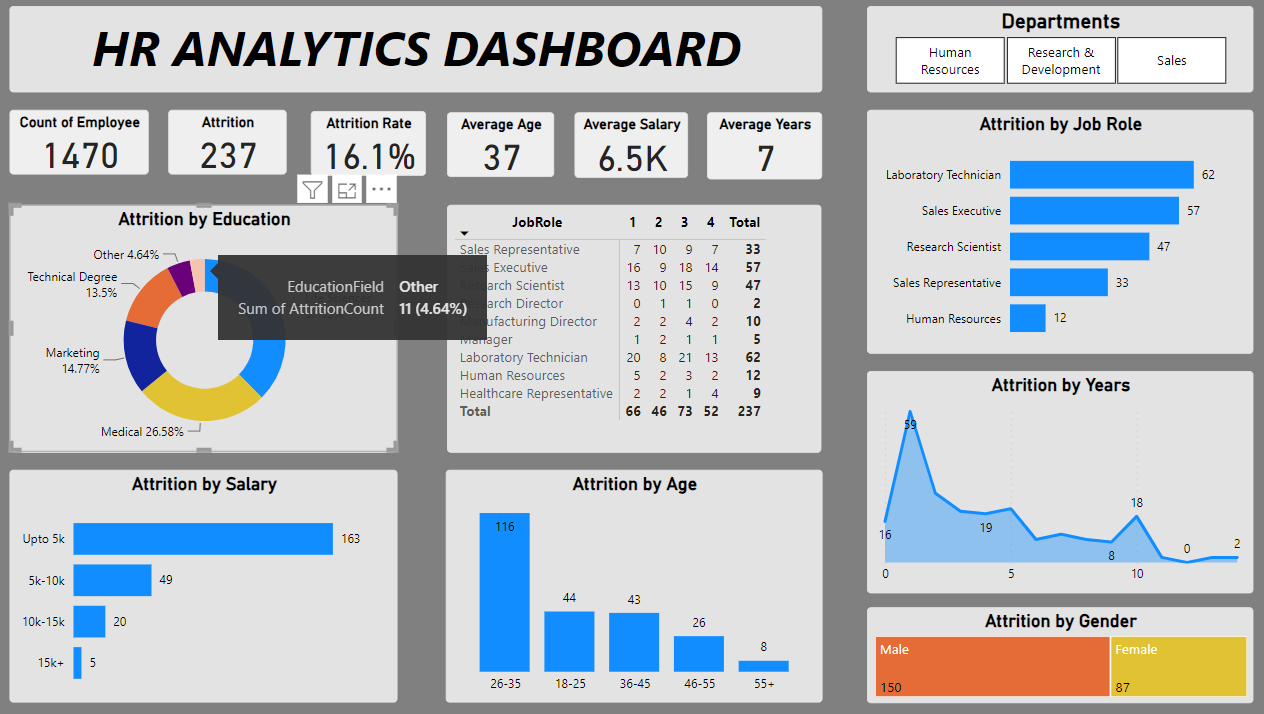 HR ANALYTICS DASHBOARD
Departments
Human
Resources
Research &
Development
Sales
Count of Employee
1470
Attrition
237
Attrition Rate
16.1%
Average Age
37
Average Salary
6.5K
Average Years
7
Attrition by Education
Other 4.64%
Technical Degree
13.5%
Marketing
14.77%
Medical 26.58%
EducationField Other
Sum of AttritionCount 11 (4.64%)
JobRole 1 2 3 4 Total
Sales Representative 7 10 9 7 33
Sales Executive 16 9 18 14 57
Research Scientist 13 10 15 9 47
Research Director 0 1 1 0 2
Manufacturing Director 2 2 4 2 10
Manager 1 2 1 1 5
Laboratory Technician 20 8 21 13 62
Human Resources 5 2 3 2 12
Healthcare Representative 2 2 1 4 9
Total 66 46 73 52 237
Attrition by Job Role
Laboratory Technician 62
Sales Executive 57
Research Scientist 47
Sales Representative 33
Human Resources 12
Attrition by Years
59
16
19
8
18
0
2
0 5 10
Attrition by Salary
Upto 5k 163
5k-10k 49
10k-15k 20
15k+ 5
Attrition by Age
116
44
43
26
8
26-35 18-25 36-45 46-55 55+
Attrition by Gender
Male
150
Female
87